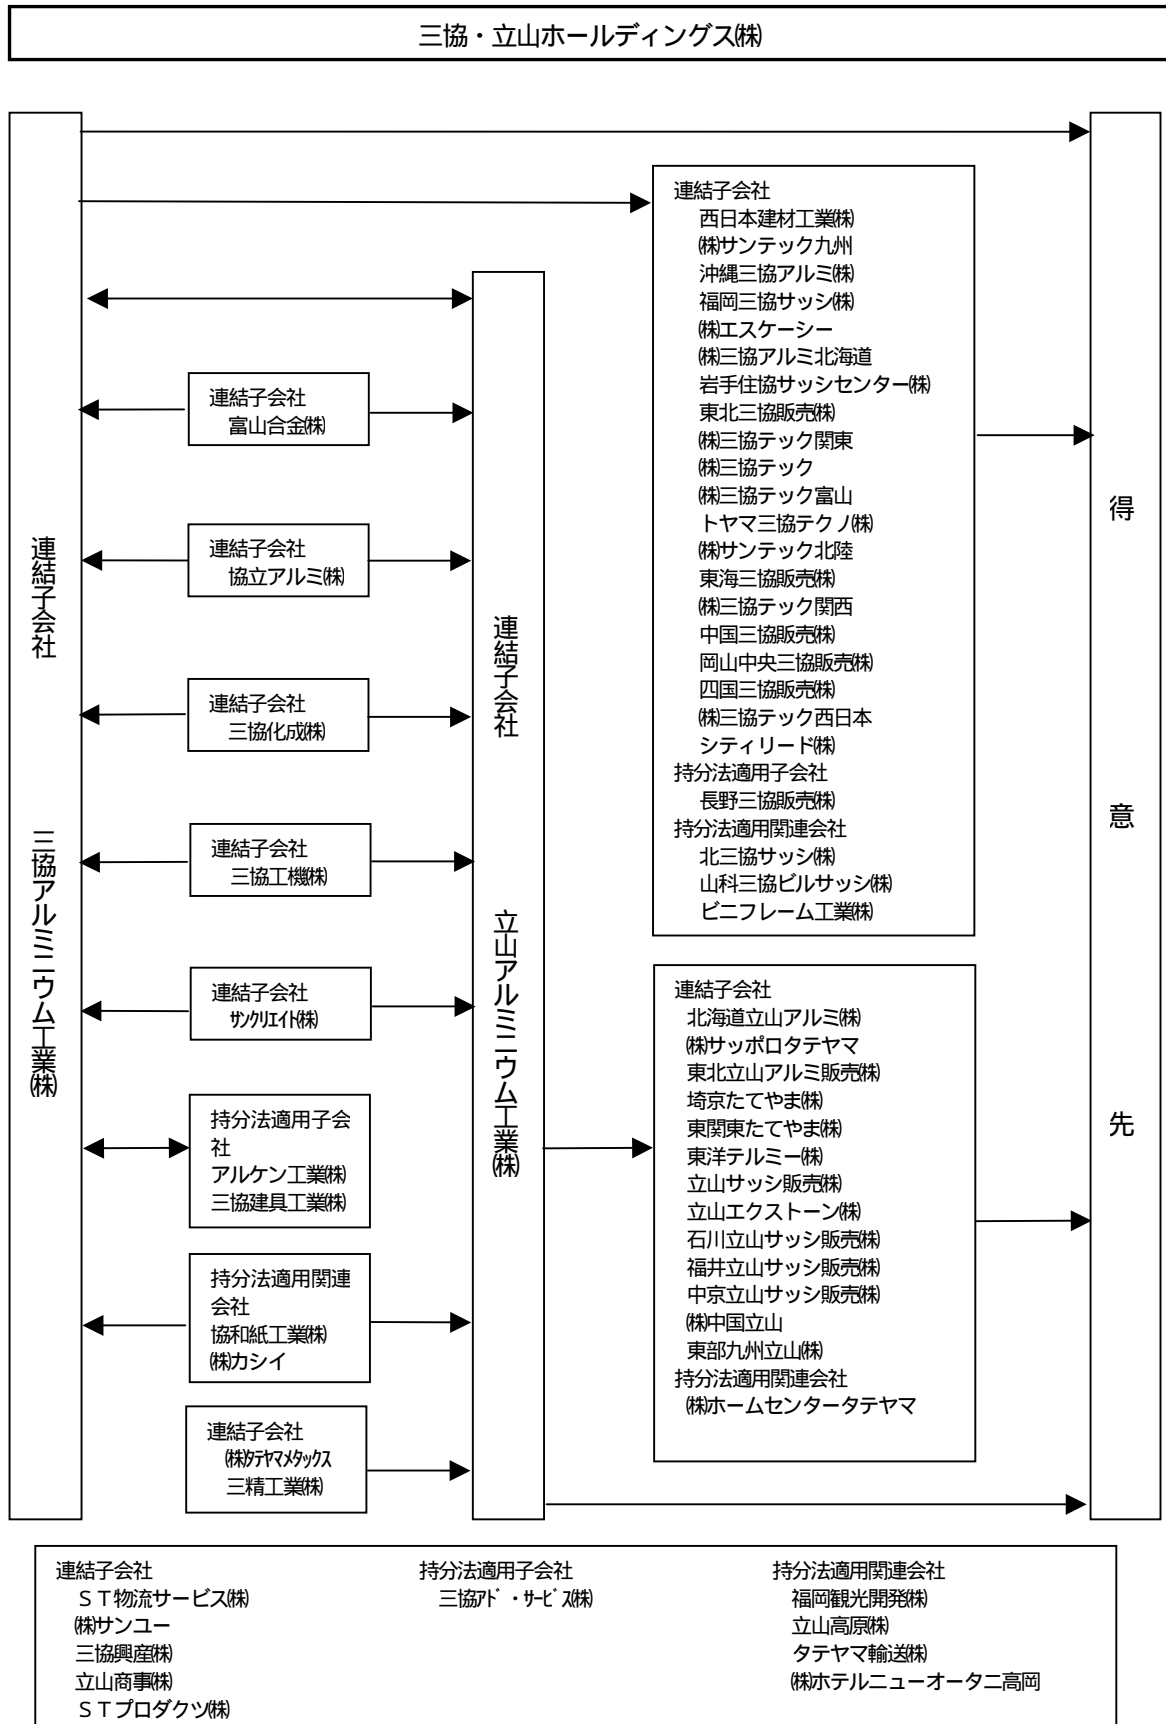 三協・立山ホールディングス㈱
連結子会社
三協アルミニウム工業㈱
連結子会社
富山合金㈱
連結子会社
協立アルミ㈱
連結子会社
三協化成㈱
連結子会社
三協工機㈱
連結子会社
ｻﾝｸﾘｴｲﾄ㈱
持分法適用子会
社
アルケン工業㈱
三協建具工業㈱
持分法適用関連
会社
協和紙工業㈱
㈱カシイ
連結子会社
㈱ﾀﾃﾔﾏﾒﾀｯｸｽ
三精工業㈱
連結子会社
立山アルミニウム工業㈱
連結子会社
西日本建材工業㈱
㈱サンテック九州
沖縄三協アルミ㈱
福岡三協サッシ㈱
㈱エスケーシー
㈱三協アルミ北海道
岩手住協サッシセンター㈱
東北三協販売㈱
㈱三協テック関東
㈱三協テック
㈱三協テック富山
トヤマ三協テクノ㈱
㈱サンテック北陸
東海三協販売㈱
㈱三協テック関西
中国三協販売㈱
岡山中央三協販売㈱
四国三協販売㈱
㈱三協テック西日本
シティリード㈱
持分法適用子会社
長野三協販売㈱
持分法適用関連会社
北三協サッシ㈱
山科三協ビルサッシ㈱
ビニフレーム工業㈱
連結子会社
北海道立山アルミ㈱
㈱サッポロタテヤマ
東北立山アルミ販売㈱
埼京たてやま㈱
東関東たてやま㈱
東洋テルミー㈱
立山サッシ販売㈱
立山エクストーン㈱
石川立山サッシ販売㈱
福井立山サッシ販売㈱
中京立山サッシ販売㈱
㈱中国立山
東部九州立山㈱
持分法適用関連会社
㈱ホームセンタータテヤマ
得意先
連結子会社
ＳＴ物流サービス㈱
㈱サンユー
三協興産㈱
立山商事㈱
ＳＴプロダクツ㈱
持分法適用子会社
三協ｱﾄﾞ・ｻｰﾋﾞｽ㈱
持分法適用関連会社
福岡観光開発㈱
立山高原㈱
タテヤマ輸送㈱
㈱ホテルニューオータニ高岡